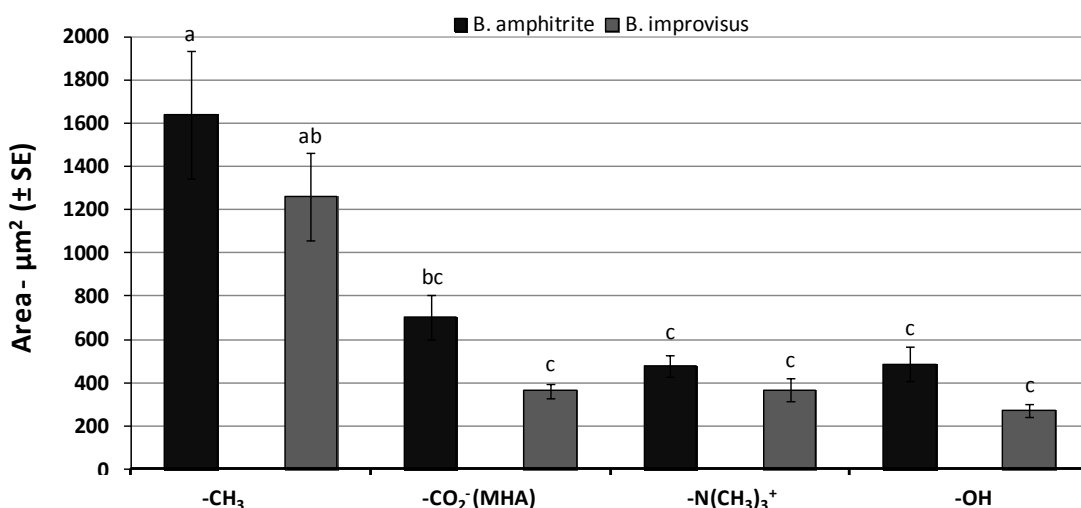 B. amphitrite B. improvisus
Area - µm² (± SE)
2000
1800
1600
1400
1200
1000
800
600
400
200
0
a
ab
bc
c
c
c
c
c
-CH₃ -CO₂⁻(MHA) -N(CH₃)₃⁺ -OH